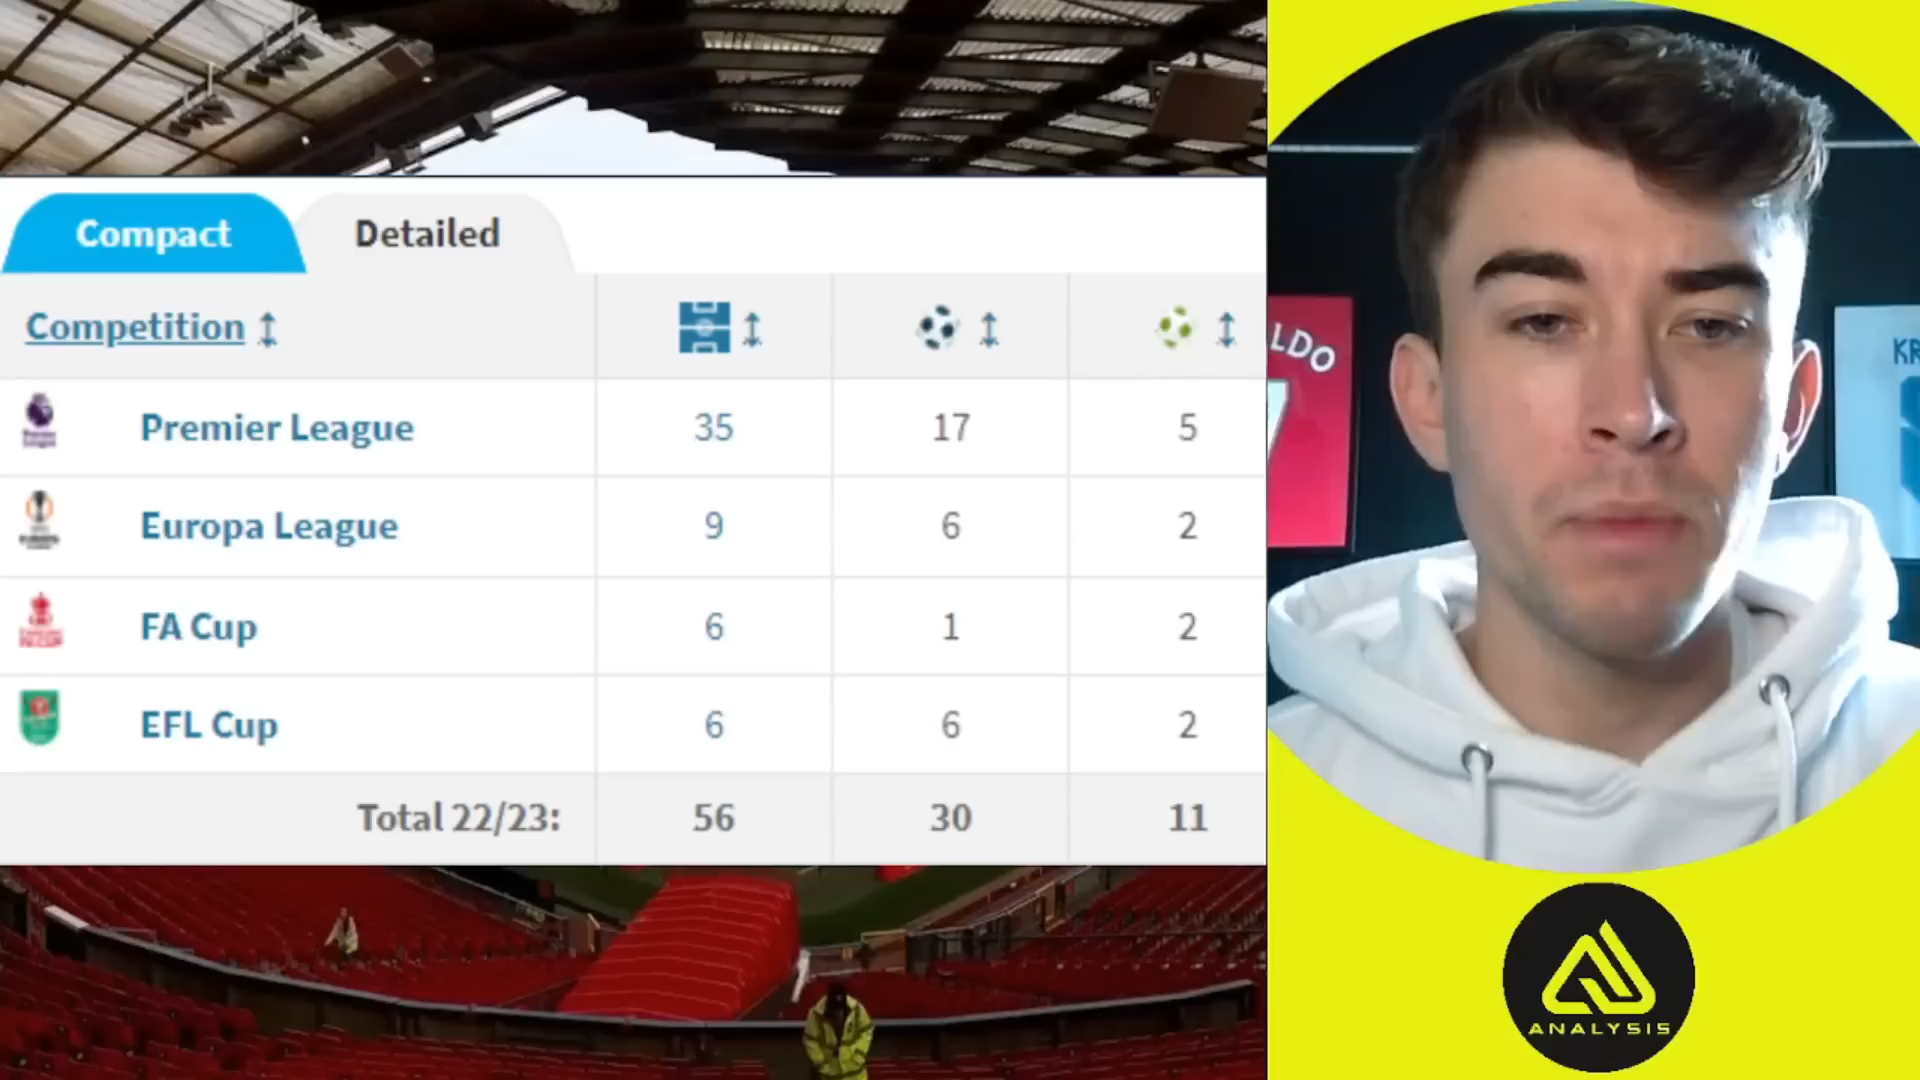 Compact Detailed
Competition
Premier League 35 17 5
Europa League 9 6 2
FA Cup 6 1 2
EFL Cup 6 6 2
Total 22/23: 56 30 11
LDO
KR
ANALYSIS